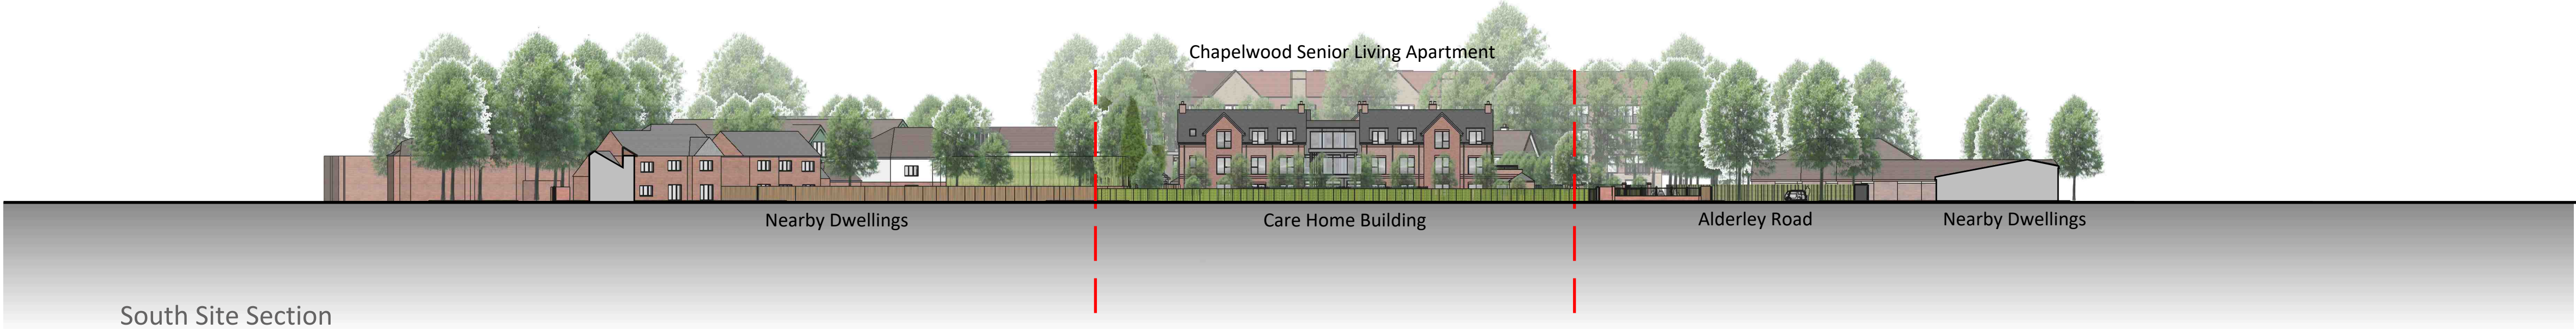 Chapelwood Senior Living Apartment
Nearby Dwellings
Care Home Building
Alderley Road
Nearby Dwellings
South Site Section